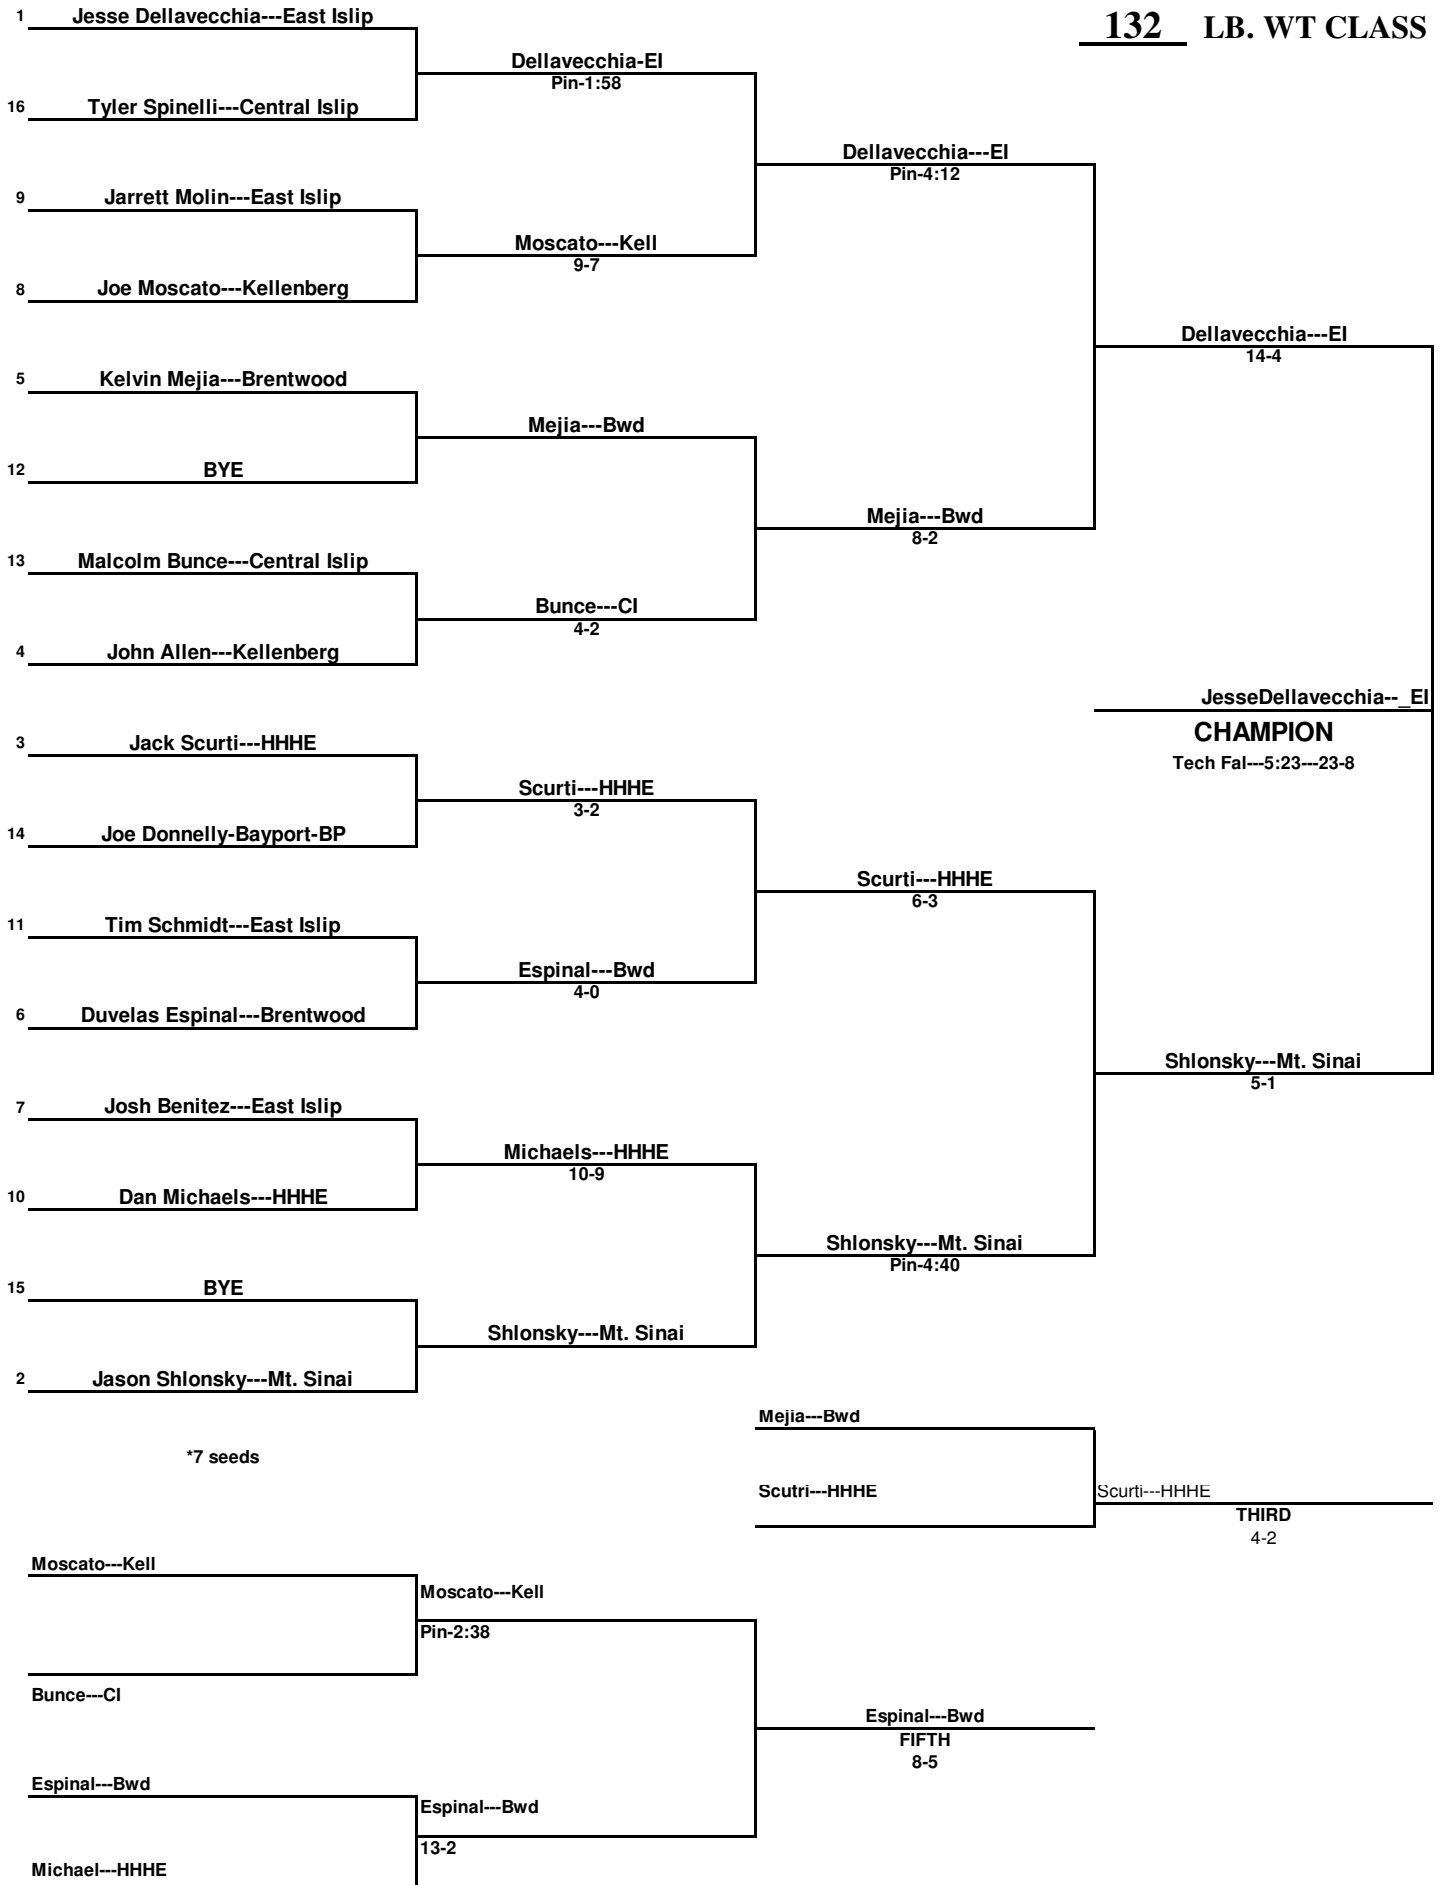 132 LB. WT CLASS
1 Jesse Dellavecchia---East Islip
Dellavecchia-EI
Pin-1:58
16 Tyler Spinelli---Central Islip
Dellavecchia---EI
Pin-4:12
9 Jarrett Molin---East Islip
Moscato---Kell
9-7
8 Joe Moscato---Kellenberg
Dellavecchia---EI
14-4
5 Kelvin Mejia---Brentwood
Mejia---Bwd
12 BYE
Mejia---Bwd
8-2
13 Malcolm Bunce---Central Islip
Bunce---CI
4-2
4 John Allen---Kellenberg
JesseDellavecchia--_EI
CHAMPION
Tech Fal---5:23---23-8
3 Jack Scurti---HHHE
Scurti---HHHE
3-2
14 Joe Donnelly-Bayport-BP
Scurti---HHHE
6-3
11 Tim Schmidt---East Islip
Espinal---Bwd
4-0
6 Duvelas Espinal---Brentwood
Shlonsky---Mt. Sinai
5-1
7 Josh Benitez---East Islip
Michaels---HHHE
10-9
10 Dan Michaels---HHHE
Shlonsky---Mt. Sinai
Pin-4:40
15 BYE
Shlonsky---Mt. Sinai
2 Jason Shlonsky---Mt. Sinai
Mejia---Bwd
*7 seeds
Scutri---HHHE
Scurti---HHHE
THIRD
4-2
Moscato---Kell
Moscato---Kell
Pin-2:38
Bunce---CI
Espinal---Bwd
FIFTH
8-5
Espinal---Bwd
Espinal---Bwd
13-2
Michael---HHHE